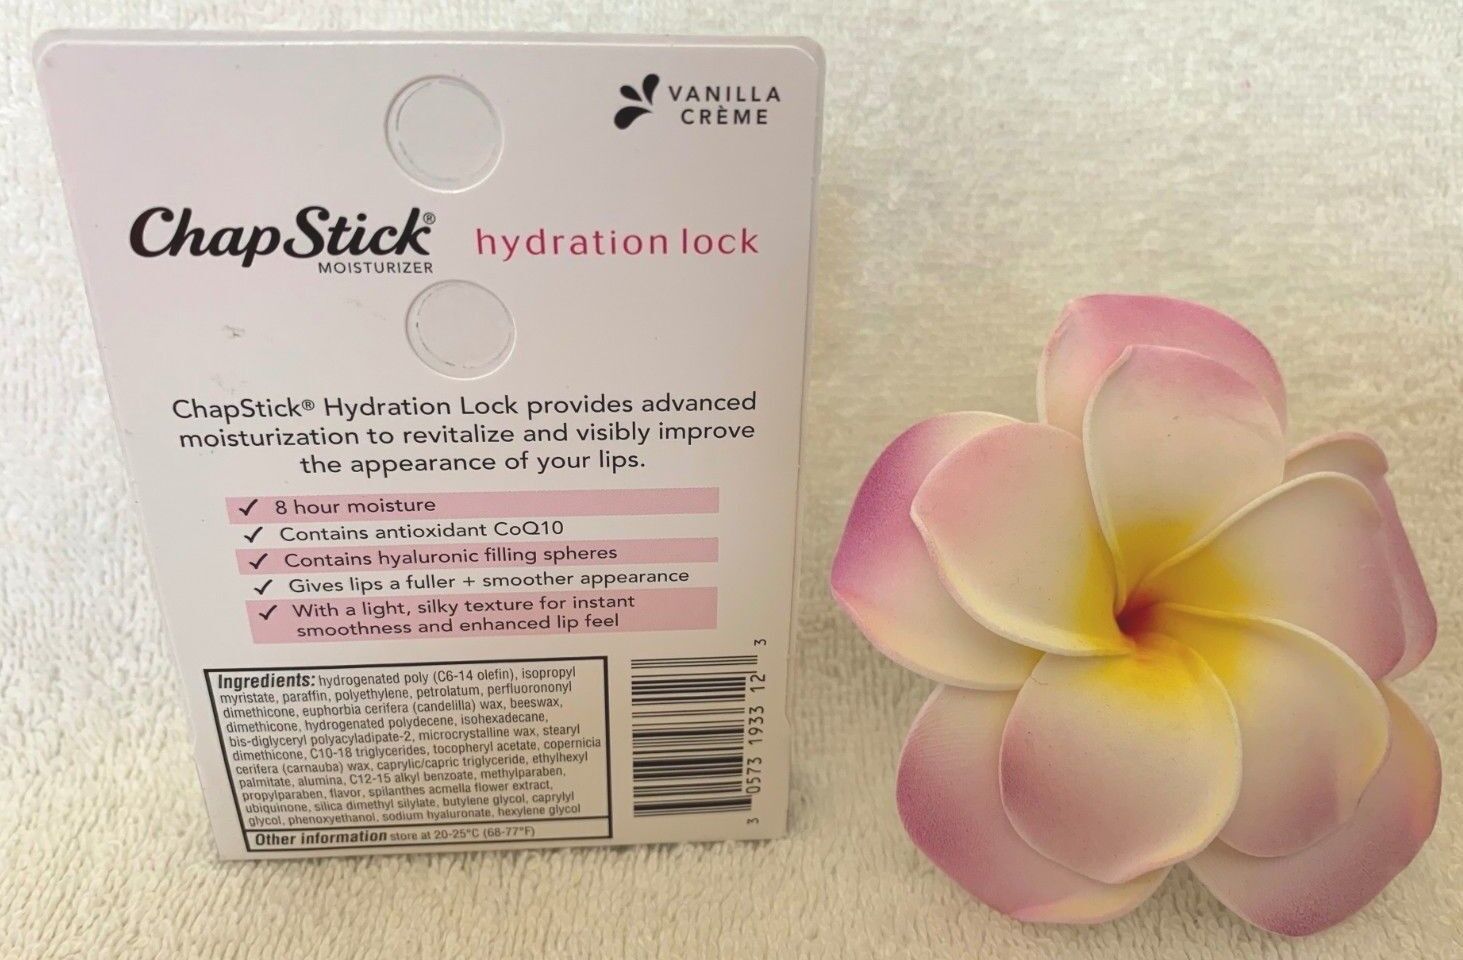 VANILLA
CRÈME
ChapStick®
MOISTURIZER
hydration lock
ChapStick® Hydration Lock provides advanced
moisturization to revitalize and visibly improve
the appearance of your lips.
✓ 8 hour moisture
✓ Contains antioxidant CoQ10
✓ Contains hyaluronic filling spheres
✓ Gives lips a fuller + smoother appearance
✓ With a light, silky texture for instant
smoothness and enhanced lip feel
Ingredients: hydrogenated poly (C6-14 olefin), isopropyl
myristate, paraffin, polyethylene, petrolatum, perfluorononyl
dimethicone, euphorbia cerifera (candelilla) wax, beeswax,
dimethicone, hydrogenated polydecene, isohexadecane,
bis-diglyceryl polyacyladipate-2, microcrystalline wax, stearyl
dimethicone, C10-18 triglycerides, tocopheryl acetate, copernicia
cerifera (carnauba) wax, caprylic/capric triglyceride, ethylhexyl
palmitate, alumina, C12-15 alkyl benzoate, methylparaben,
propylparaben, flavor, spilanthes acmella flower extract,
ubiquinone, silica dimethyl silylate, butylene glycol, caprylyl
glycol, phenoxyethanol, sodium hyaluronate, hexylene glycol
Other information store at 20-25°C (68-77°F)
3 0573 1933 12 3